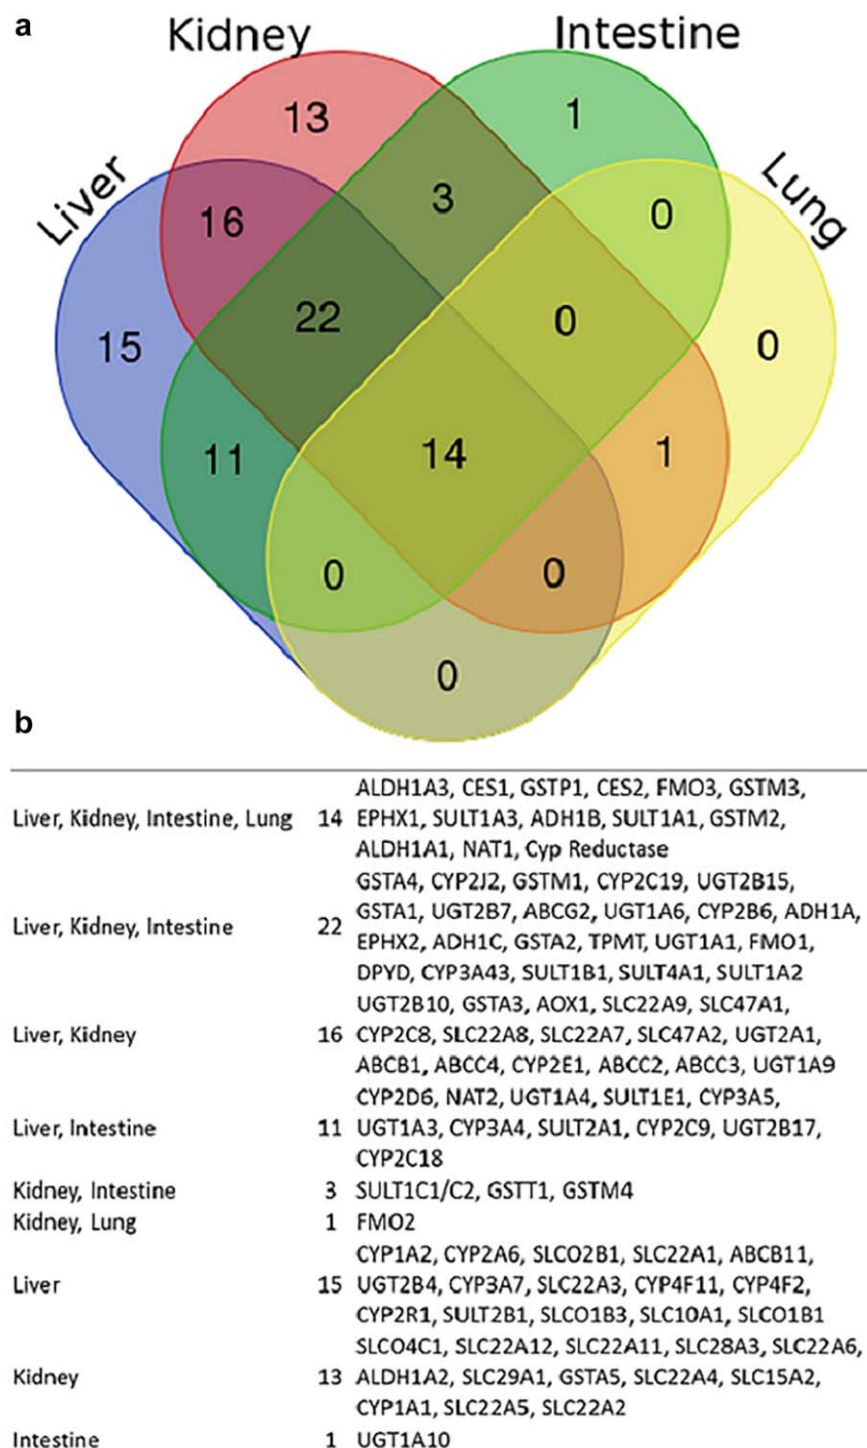 a
Kidney
Intestine
Liver
Lung
13
1
16
3
0
15
22
0
0
11
14
1
0
0
0
b
ALDH1A3, CES1, GSTP1, CES2, FMO3, GSTM3,
Liver, Kidney, Intestine, Lung 14 EPHX1, SULT1A3, ADH1B, SULT1A1, GSTM2,
ALDH1A1, NAT1, Cyp Reductase
GSTA4, CYP2J2, GSTM1, CYP2C19, UGT2B15,
Liver, Kidney, Intestine 22 GSTA1, UGT2B7, ABCG2, UGT1A6, CYP2B6, ADH1A,
EPHX2, ADH1C, GSTA2, TPMT, UGT1A1, FMO1,
DPYD, CYP3A43, SULT1B1, SULT4A1, SULT1A2
UGT2B10, GSTA3, AOX1, SLC22A9, SLC47A1,
Liver, Kidney 16 CYP2C8, SLC22A8, SLC22A7, SLC47A2, UGT2A1,
ABCB1, ABCC4, CYP2E1, ABCC2, ABCC3, UGT1A9
CYP2D6, NAT2, UGT1A4, SULT1E1, CYP3A5,
Liver, Intestine 11 UGT1A3, CYP3A4, SULT2A1, CYP2C9, UGT2B17,
CYP2C18
Kidney, Intestine 3 SULT1C1/C2, GSTT1, GSTM4
Kidney, Lung 1 FMO2
CYP1A2, CYP2A6, SLCO2B1, SLC22A1, ABCB11,
Liver 15 UGT2B4, CYP3A7, SLC22A3, CYP4F11, CYP4F2,
CYP2R1, SULT2B1, SLCO1B3, SLC10A1, SLCO1B1
SLCO4C1, SLC22A12, SLC22A11, SLC28A3, SLC22A6,
Kidney 13 ALDH1A2, SLC29A1, GSTA5, SLC22A4, SLC15A2,
CYP1A1, SLC22A5, SLC22A2
Intestine 1 UGT1A10